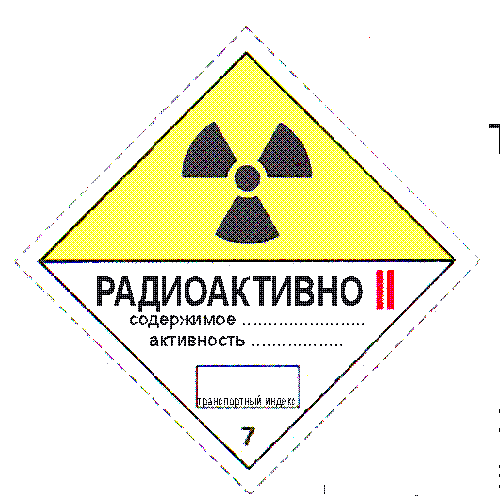 РАДИОАКТИВНО II
содержимое ........................
активность ..................
транспортный индекс
7